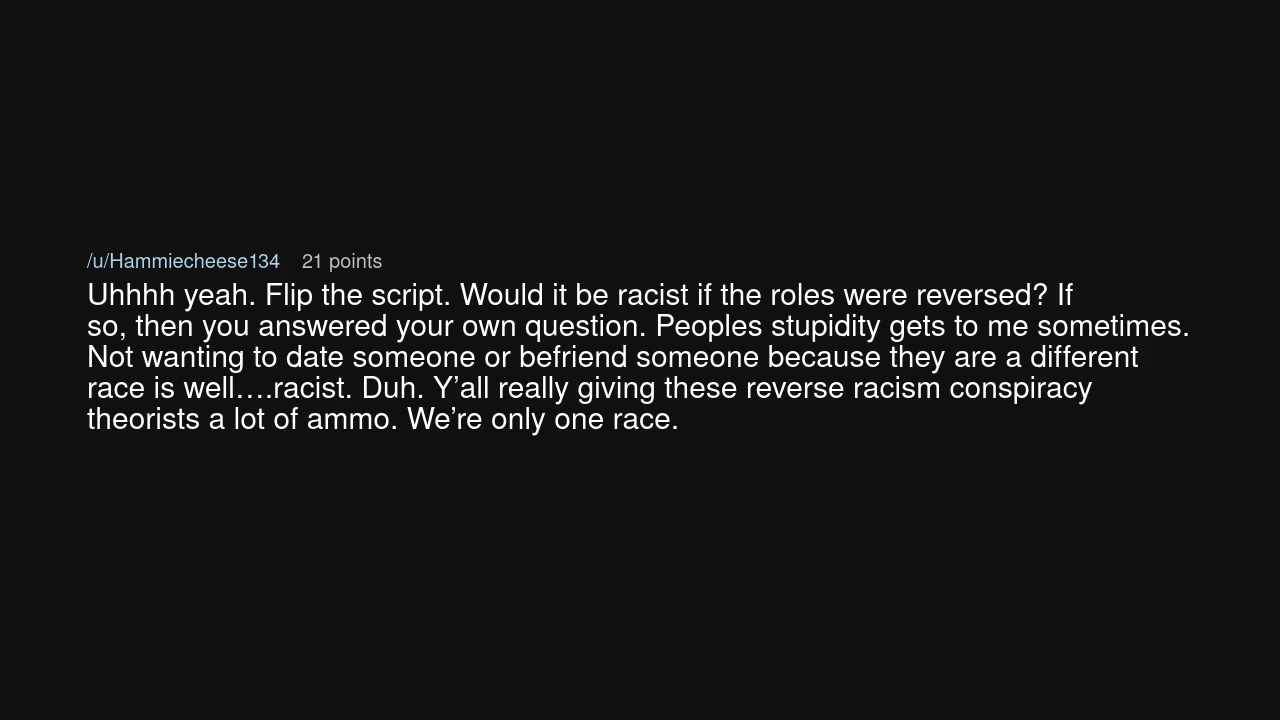 /u/Hammiecheese134 21 points
Uhhhh yeah. Flip the script. Would it be racist if the roles were reversed? If
so, then you answered your own question. Peoples stupidity gets to me sometimes.
Not wanting to date someone or befriend someone because they are a different
race is well….racist. Duh. Y’all really giving these reverse racism conspiracy
theorists a lot of ammo. We’re only one race.